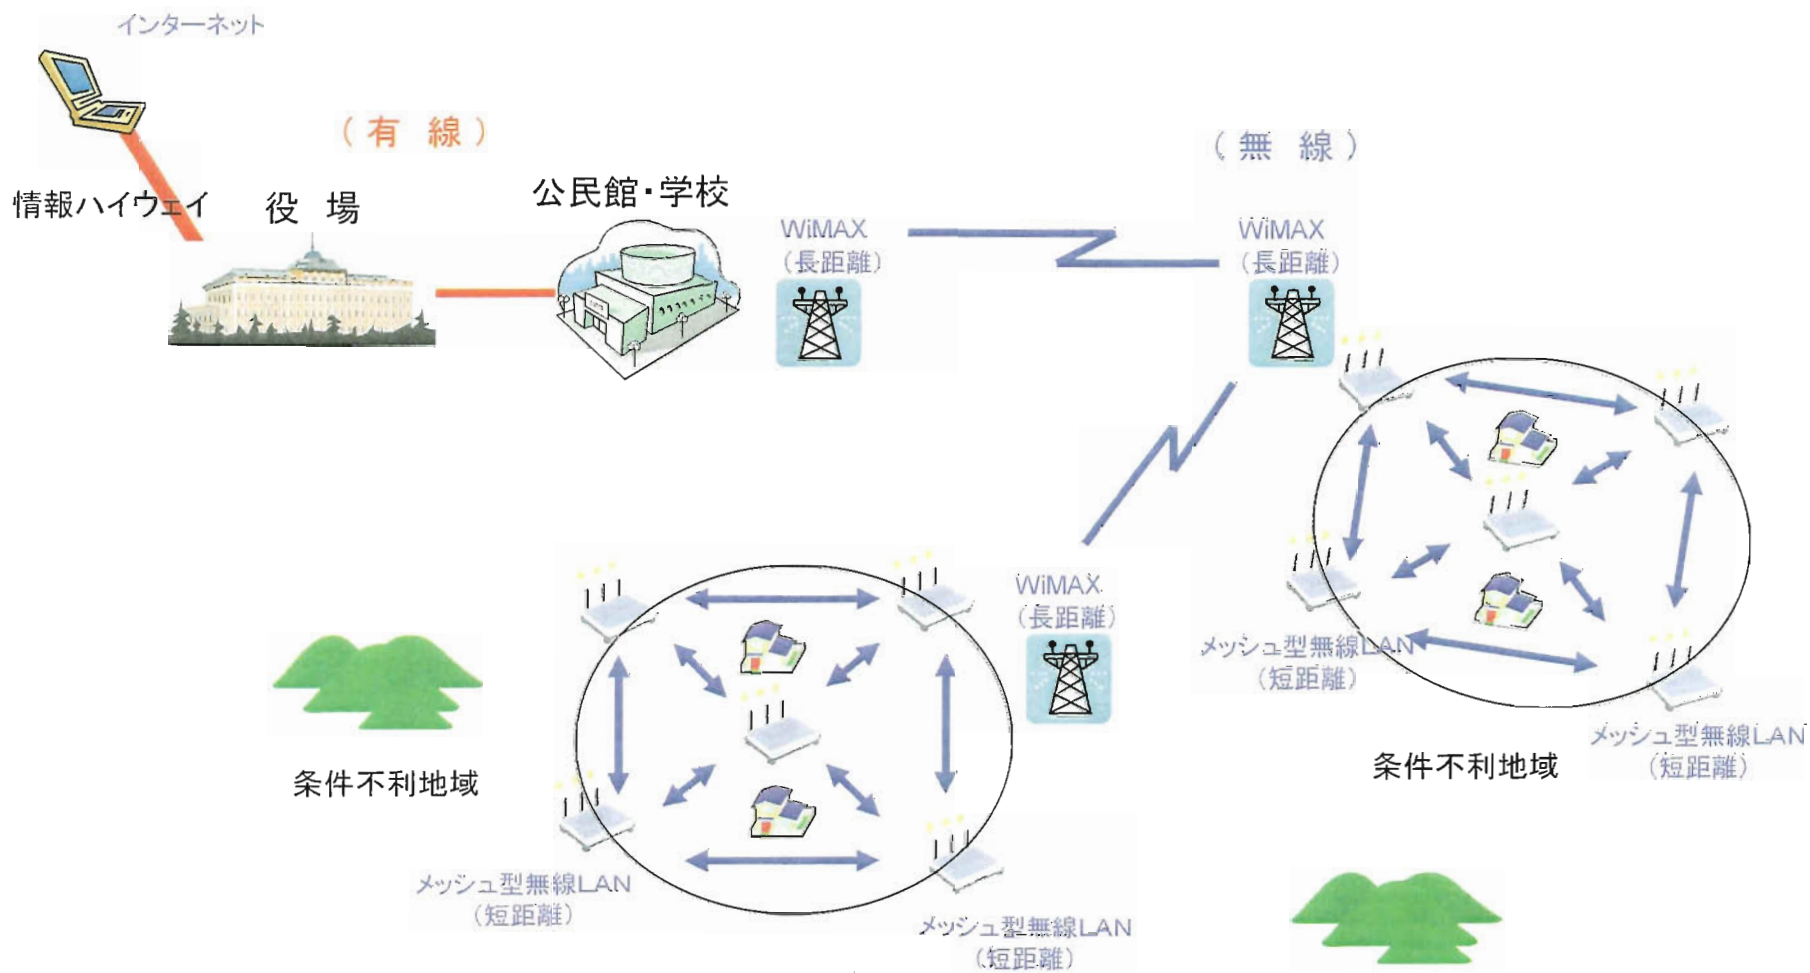 インターネット
(有 線)
(無 線)
情報ハイウェイ
役 場
公民館・学校
WiMAX
(長距離)
WiMAX
(長距離)
WiMAX
(長距離)
メッシュ型無線LAN
(短距離)
メッシュ型無線LAN
(短距離)
条件不利地域
条件不利地域
メッシュ型無線LAN
(短距離)
メッシュ型無線LAN
(短距離)